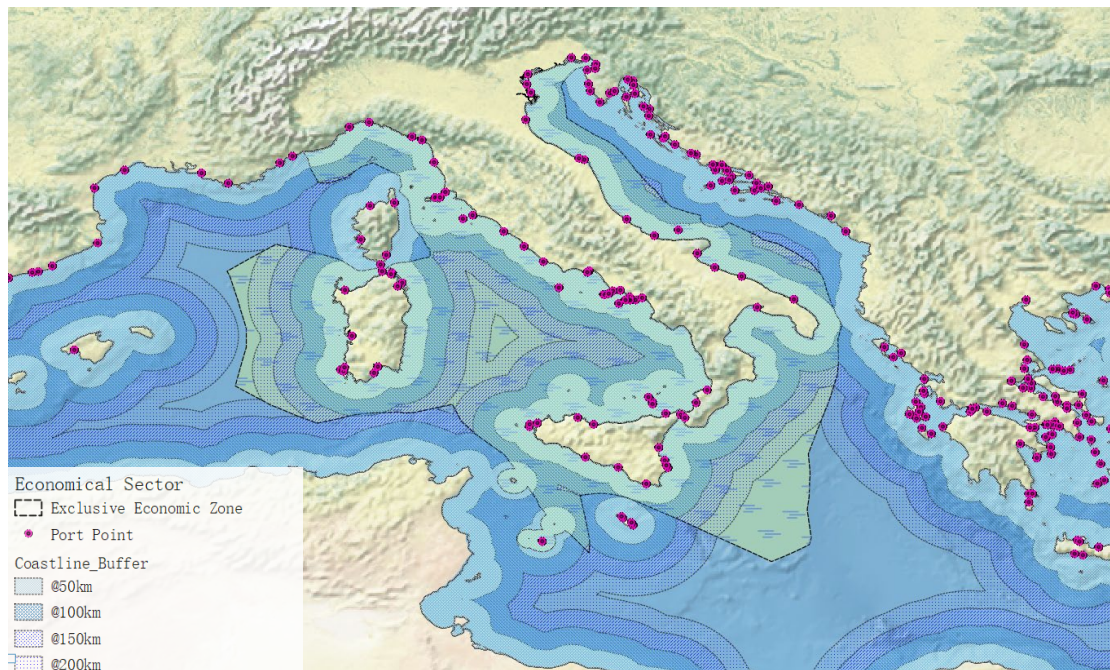 Economical Sector
Exclusive Economic Zone
Port Point
Coastline_Buffer
@50km
@100km
@150km
@200km